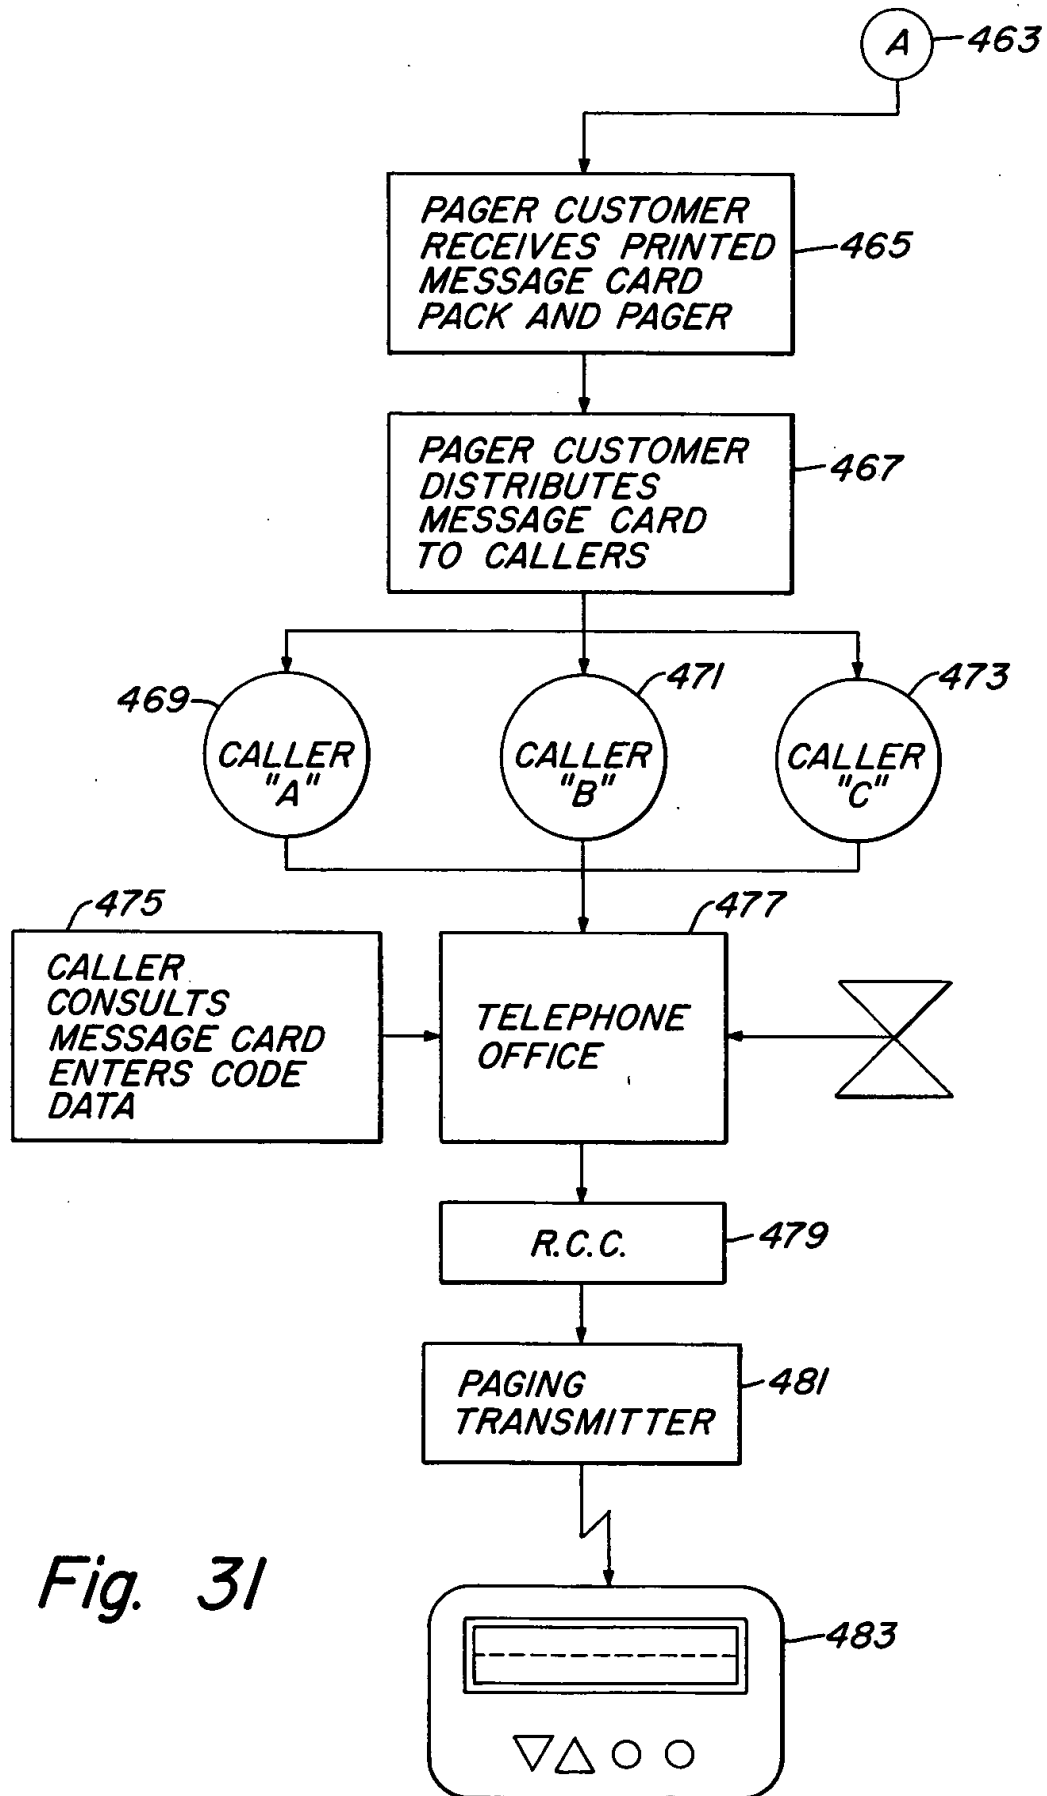 A
463
PAGER CUSTOMER
RECEIVES PRINTED
MESSAGE CARD
PACK AND PAGER
465
PAGER CUSTOMER
DISTRIBUTES
MESSAGE CARD
TO CALLERS
467
469
CALLER
"A"
471
CALLER
"B"
473
CALLER
"C"
475
CALLER
CONSULTS
MESSAGE CARD
ENTERS CODE
DATA
477
TELEPHONE
OFFICE
R.C.C.
479
PAGING
TRANSMITTER
481
Fig. 31
483